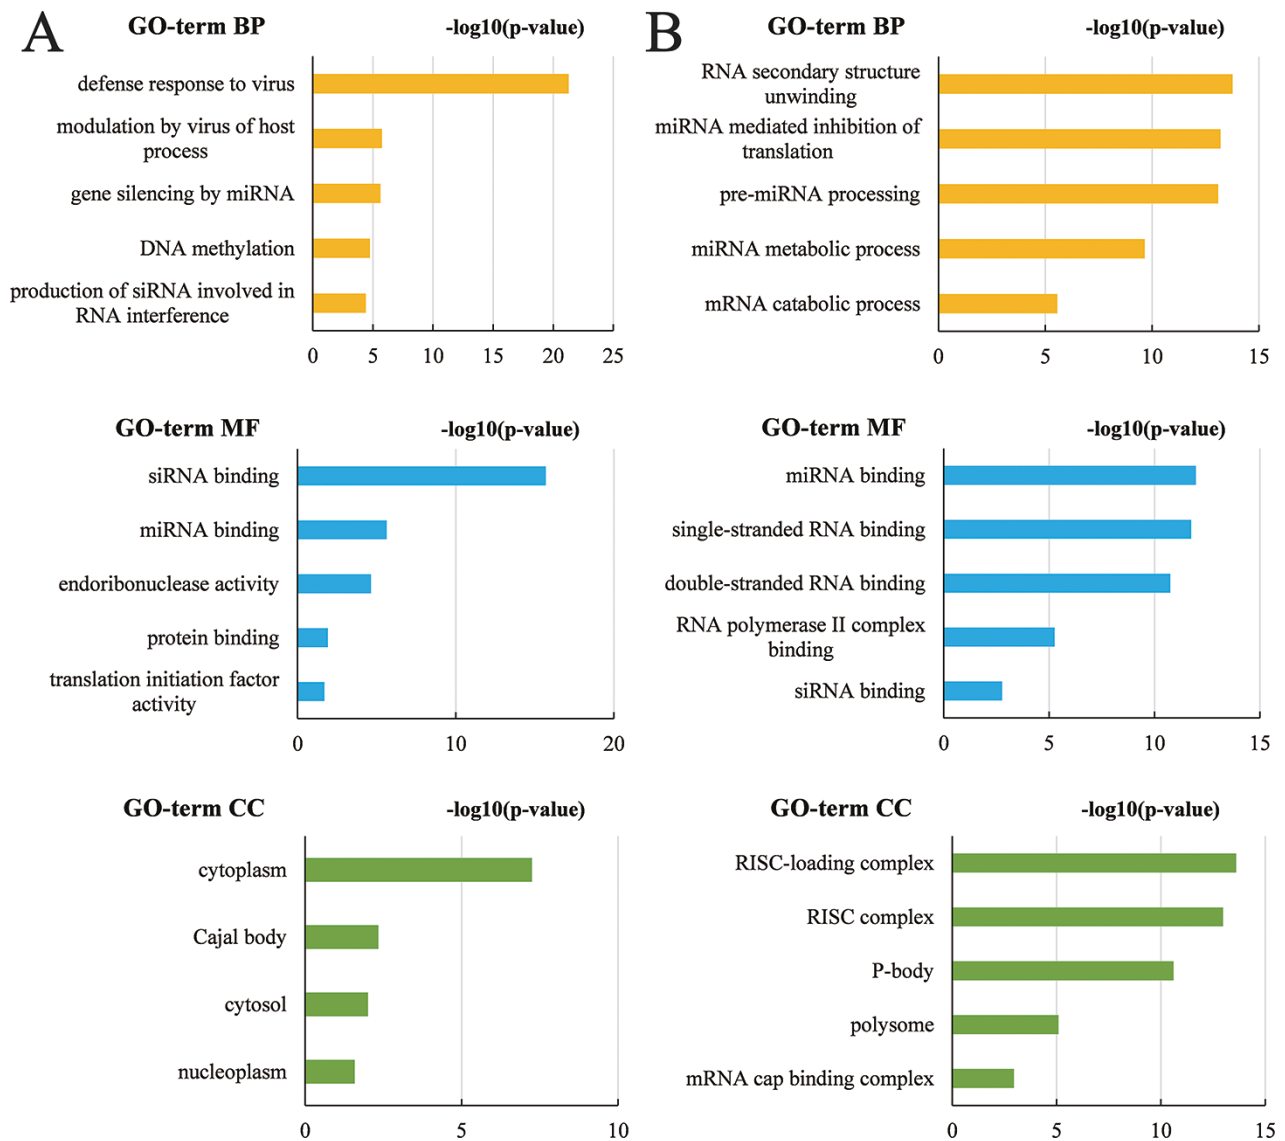 A
GO-term BP
-log10(p-value)
defense response to virus
modulation by virus of host
process
gene silencing by miRNA
DNA methylation
production of siRNA involved in
RNA interference
0 5 10 15 20 25
B
GO-term BP
-log10(p-value)
RNA secondary structure
unwinding
miRNA mediated inhibition of
translation
pre-miRNA processing
miRNA metabolic process
mRNA catabolic process
0 5 10 15
GO-term MF
-log10(p-value)
siRNA binding
miRNA binding
endoribonuclease activity
protein binding
translation initiation factor
activity
0 10 20
GO-term MF
-log10(p-value)
miRNA binding
single-stranded RNA binding
double-stranded RNA binding
RNA polymerase II complex
binding
siRNA binding
0 5 10 15
GO-term CC
-log10(p-value)
cytoplasm
Cajal body
cytosol
nucleoplasm
0 5 10
GO-term CC
-log10(p-value)
RISC-loading complex
RISC complex
P-body
polysome
mRNA cap binding complex
0 5 10 15